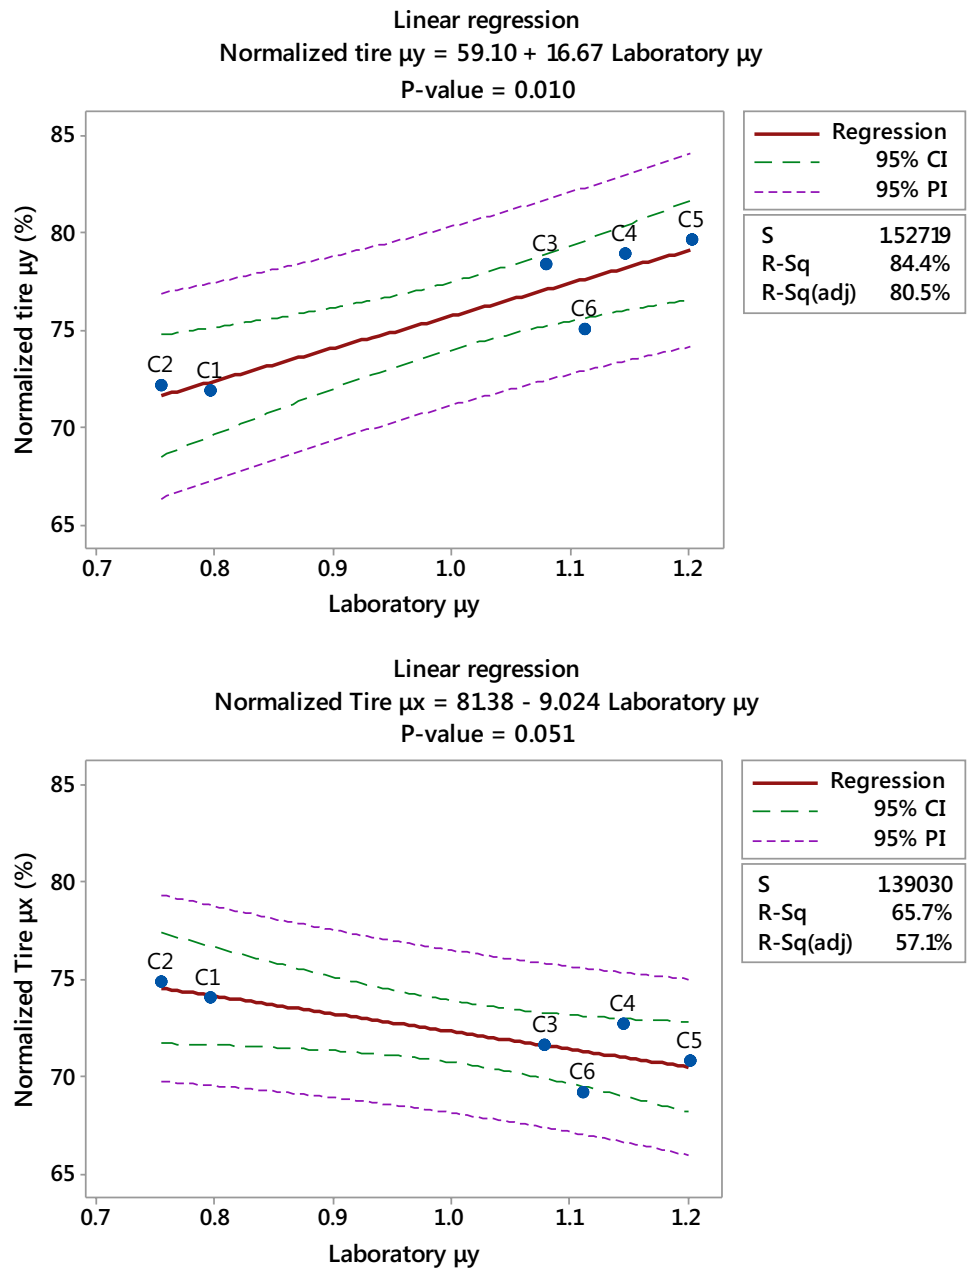 Linear regression
Normalized tire µy = 59.10 + 16.67 Laboratory µy
P-value = 0.010
Regression
95% CI
95% PI
S 1.52719
R-Sq 84.4%
R-Sq(adj) 80.5%
Normalized tire µy (%)
85
80
75
70
65
C2
C1
C3
C4
C5
C6
0.7 0.8 0.9 1.0 1.1 1.2
Laboratory µy
Linear regression
Normalized Tire µx = 81.38 - 9.024 Laboratory µy
P-value = 0.051
Regression
95% CI
95% PI
S 1.39030
R-Sq 65.7%
R-Sq(adj) 57.1%
Normalized Tire µx (%)
85
80
75
70
65
C2
C1
C3
C4
C5
C6
0.7 0.8 0.9 1.0 1.1 1.2
Laboratory µy